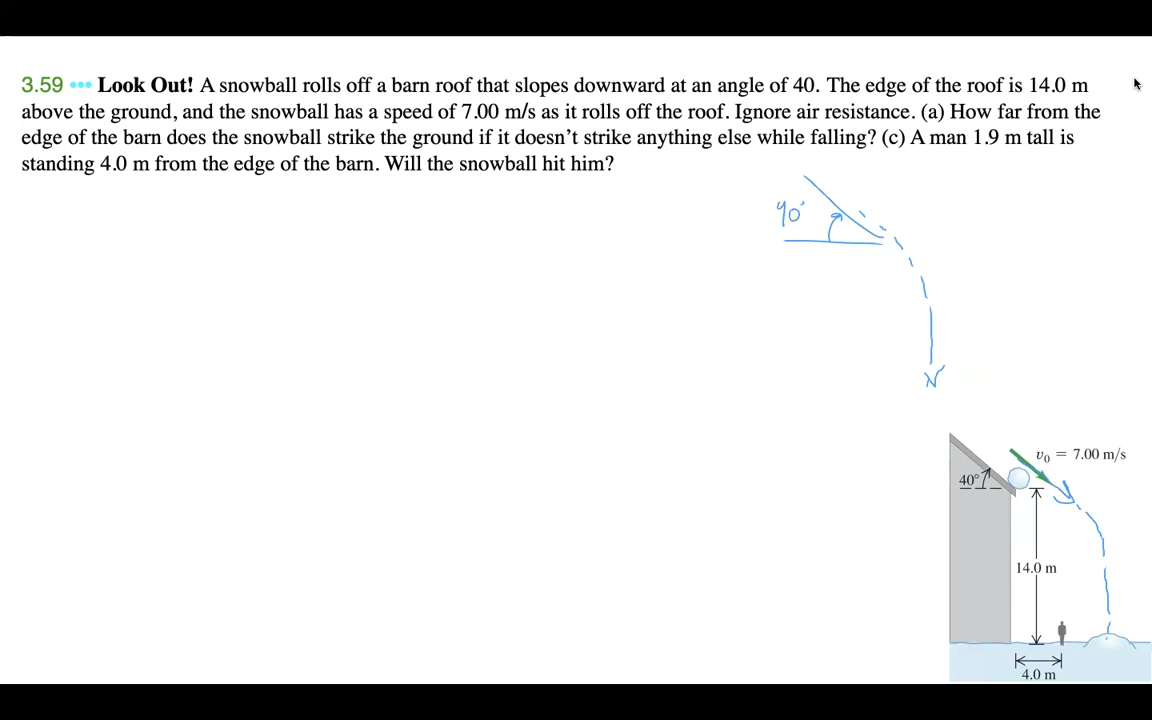 3.59 ••• Look Out! A snowball rolls off a barn roof that slopes downward at an angle of 40. The edge of the roof is 14.0 m
above the ground, and the snowball has a speed of 7.00 m/s as it rolls off the roof. Ignore air resistance. (a) How far from the
edge of the barn does the snowball strike the ground if it doesn’t strike anything else while falling? (c) A man 1.9 m tall is
standing 4.0 m from the edge of the barn. Will the snowball hit him?
40°
v₀ = 7.00 m/s
40°
14.0 m
4.0 m